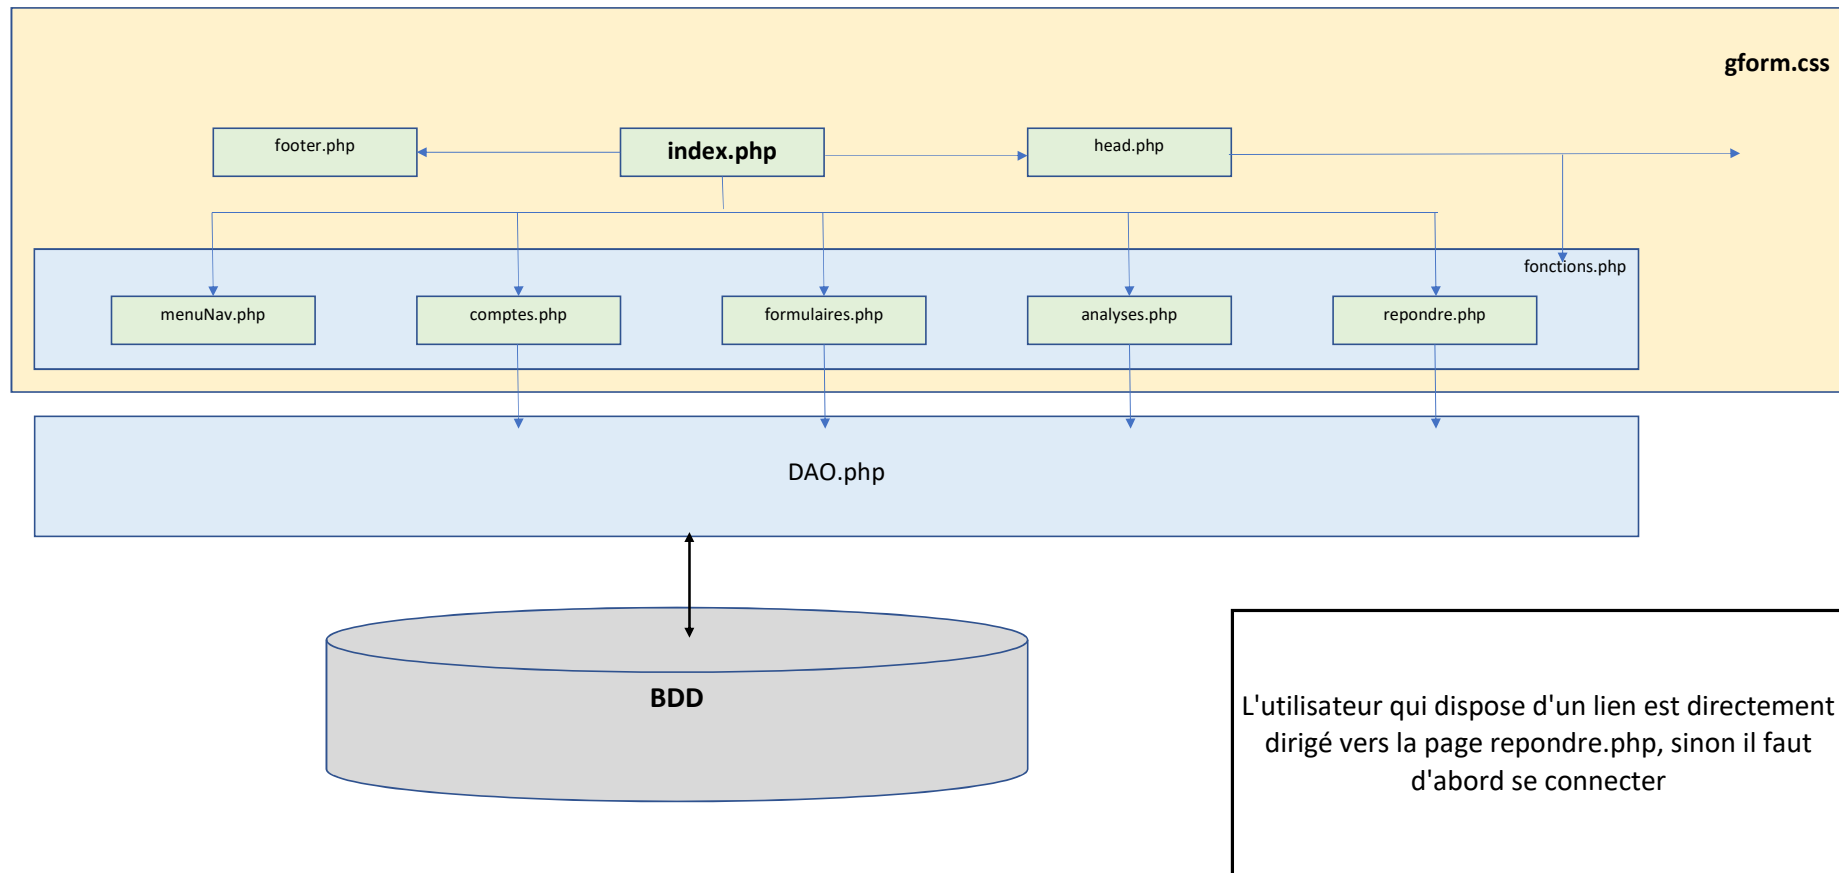 gform.css
footer.php
index.php
head.php
fonctions.php
menuNav.php
comptes.php
formulaires.php
analyses.php
repondre.php
DAO.php
BDD
L'utilisateur qui dispose d'un lien est directement
dirigé vers la page repondre.php, sinon il faut
d'abord se connecter